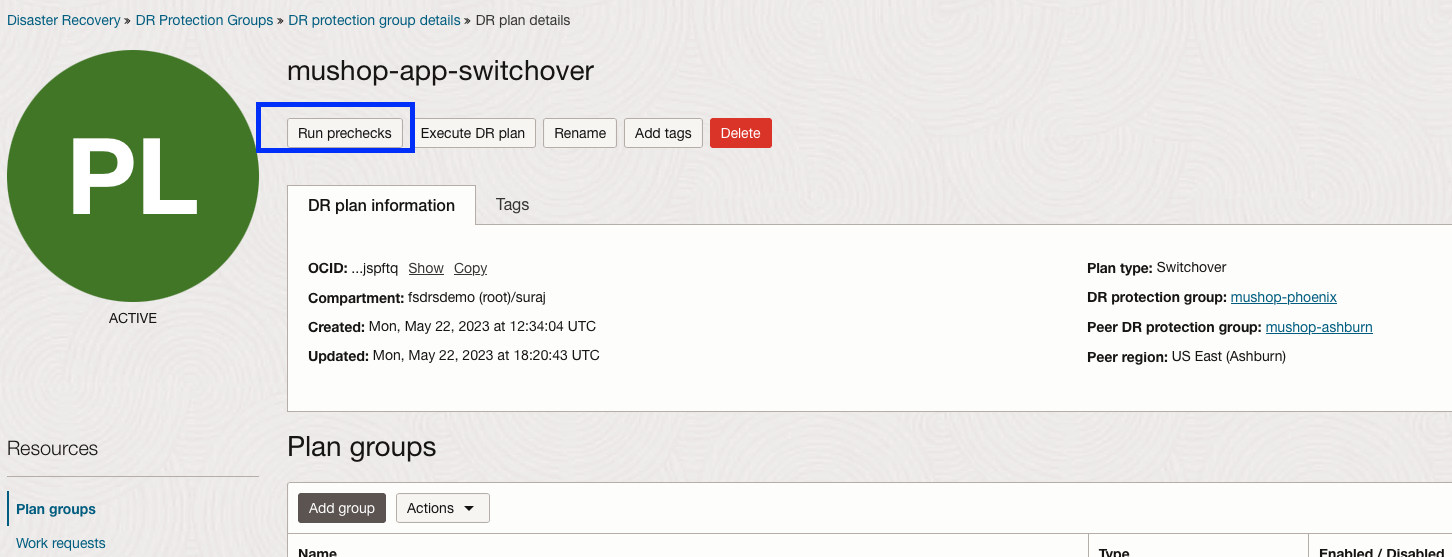 Disaster Recovery » DR Protection Groups » DR protection group details » DR plan details
PL
ACTIVE
mushop-app-switchover
Run prechecks Execute DR plan Rename Add tags Delete
DR plan information Tags
OCID: ...jspftq Show Copy
Compartment: fsdrsdemo (root)/suraj
Created: Mon, May 22, 2023 at 12:34:04 UTC
Updated: Mon, May 22, 2023 at 18:20:43 UTC
Plan type: Switchover
DR protection group: mushop-phoenix
Peer DR protection group: mushop-ashburn
Peer region: US East (Ashburn)
Resources
Plan groups
Work requests
Plan groups
Add group Actions
Name Type Enabled / Disabled